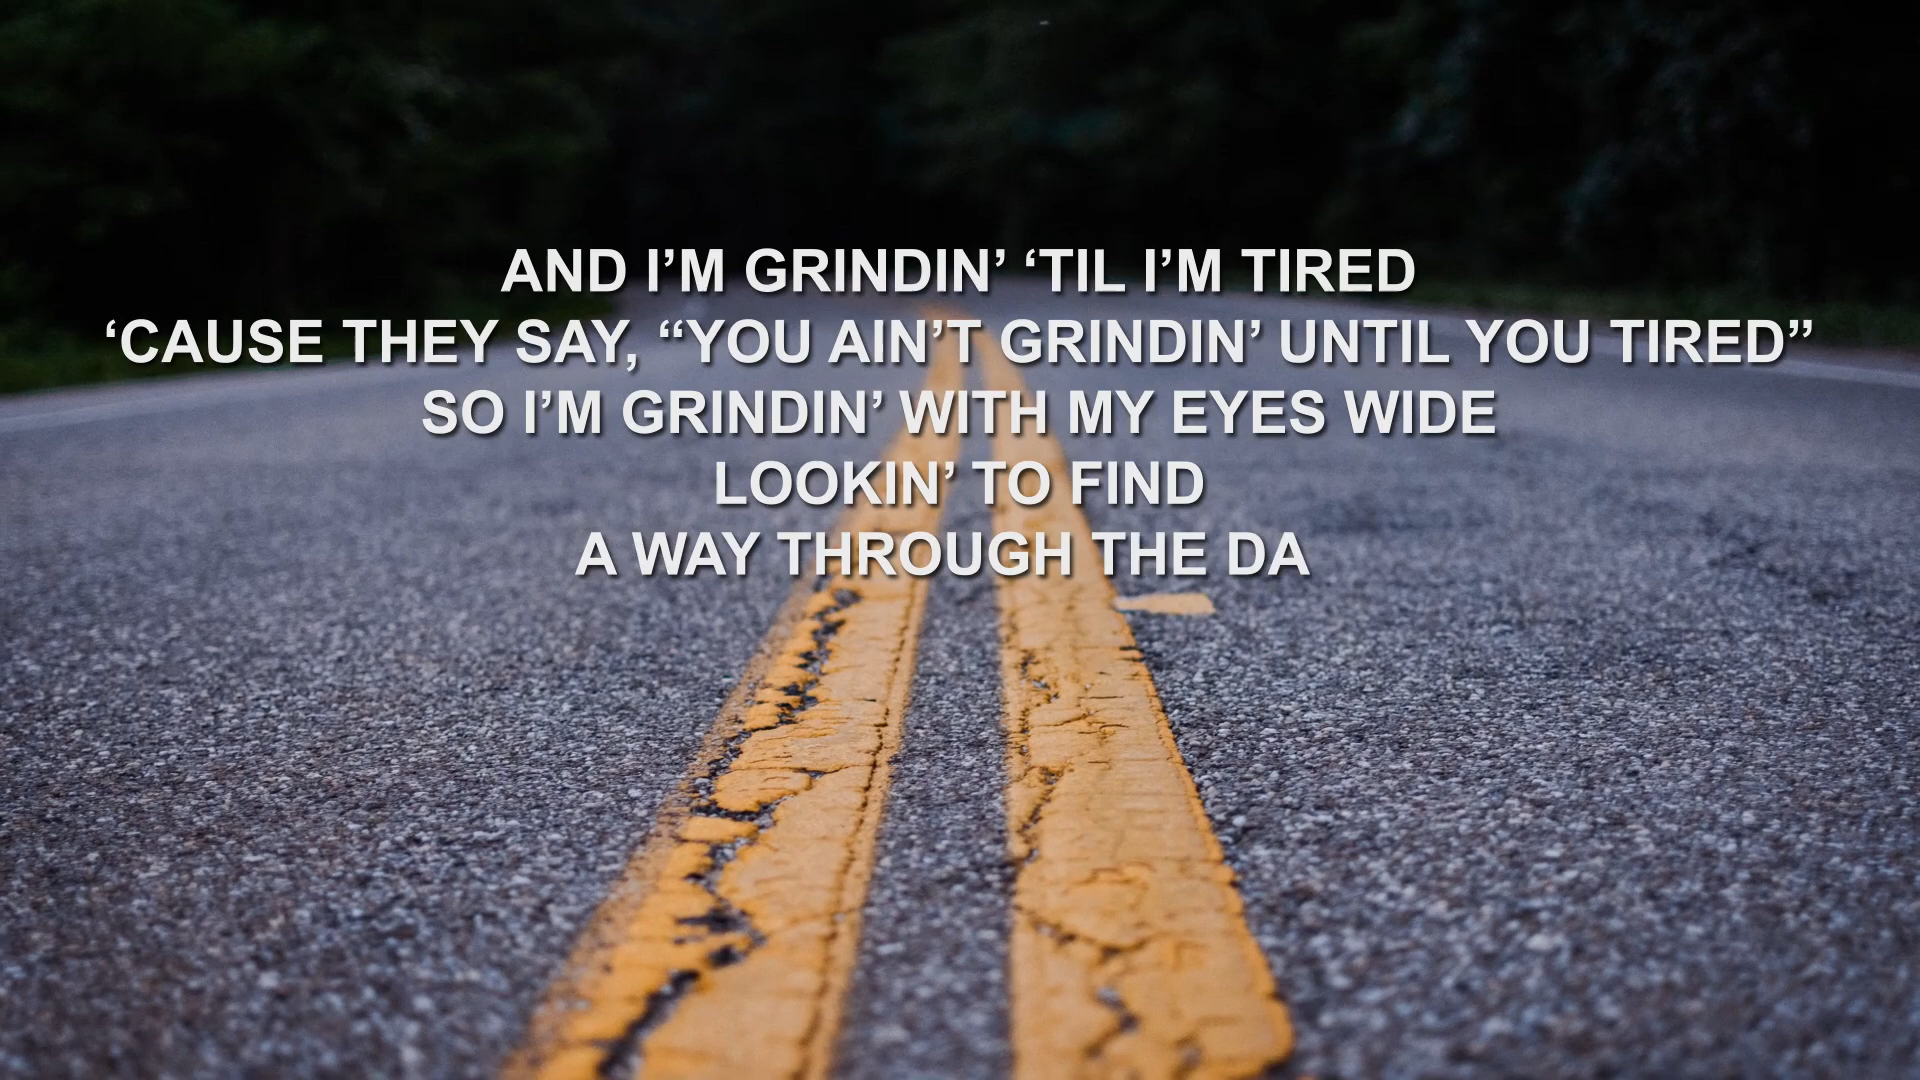 AND I’M GRINDIN’ ‘TIL I’M TIRED
‘CAUSE THEY SAY, “YOU AIN’T GRINDIN’ UNTIL YOU TIRED”
SO I’M GRINDIN’ WITH MY EYES WIDE
LOOKIN’ TO FIND
A WAY THROUGH THE DA